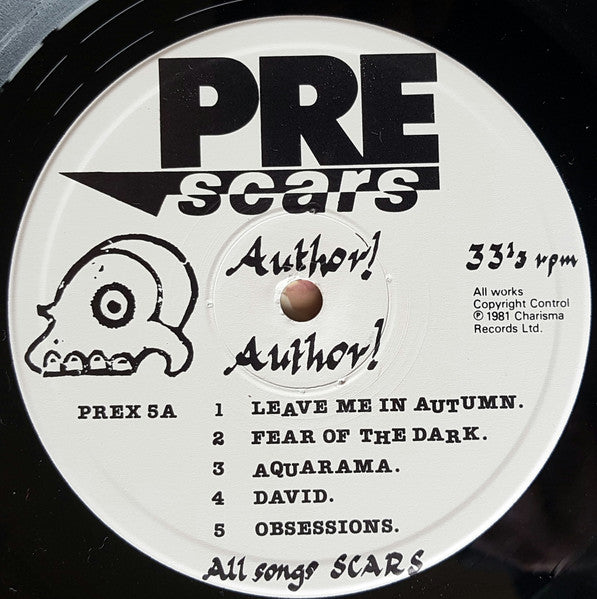 PRE
scars
Author!
Author!
33⅓ rpm
All works
Copyright Control
℗ 1981 Charisma
Records Ltd.
PREX 5A
1 LEAVE ME IN AUTUMN.
2 FEAR OF THE DARK.
3 AQUARAMA.
4 DAVID.
5 OBSESSIONS.
All songs SCARS